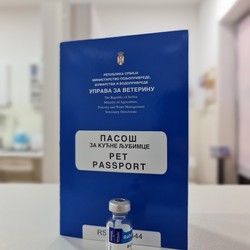 РЕПУБЛИКА СРБИЈА
МИНИСТАРСТВО ПОЉОПРИВРЕДЕ,
ШУМАРСТВА И ВОДОПРИВРЕДЕ
УПРАВА ЗА ВЕТЕРИНУ
The Republic of Serbia
Ministry of Agriculture,
Forestry and Water Management
Veterinary Directorate
ПАСОШ
ЗА КУЋНЕ ЉУБИМЦЕ
PET
PASSPORT
RS
44